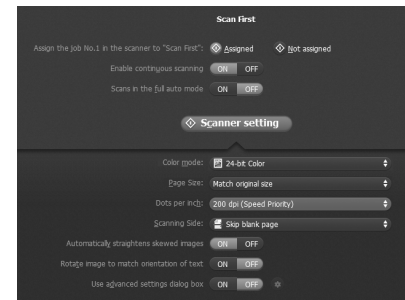 Scan First
Assign the job No.1 in the scanner to "Scan First": Assigned Not assigned
Enable continuous scanning ON OFF
Scans in the full auto mode ON OFF
Scanner setting
Color mode: 24-bit Color
Page Size: Match original size
Dots per inch: 200 dpi (Speed Priority)
Scanning Side: Skip blank page
Automatically straightens skewed images ON OFF
Rotate image to match orientation of text ON OFF
Use advanced settings dialog box ON OFF